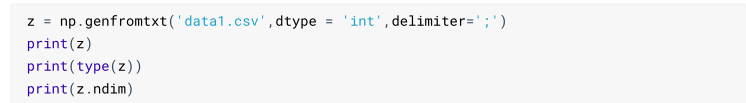 z = np.genfromtxt('data1.csv',dtype = 'int',delimiter=';')
print(z)
print(type(z))
print(z.ndim)